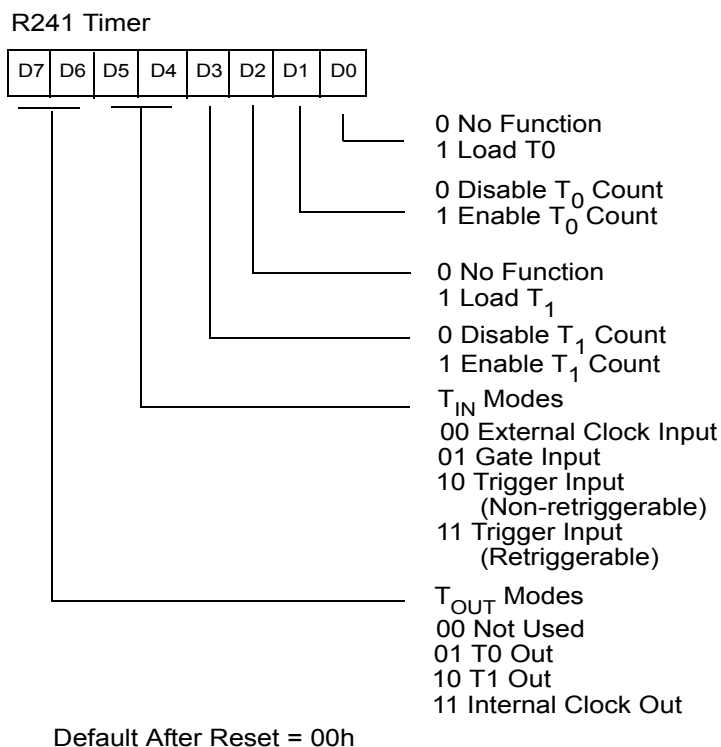 R241 Timer
D7 D6 D5 D4 D3 D2 D1 D0
0 No Function
1 Load T0
0 Disable T0 Count
1 Enable T0 Count
0 No Function
1 Load T1
0 Disable T1 Count
1 Enable T1 Count
TIN Modes
00 External Clock Input
01 Gate Input
10 Trigger Input
(Non-retriggerable)
11 Trigger Input
(Retriggerable)
TOUT Modes
00 Not Used
01 T0 Out
10 T1 Out
11 Internal Clock Out
Default After Reset = 00h